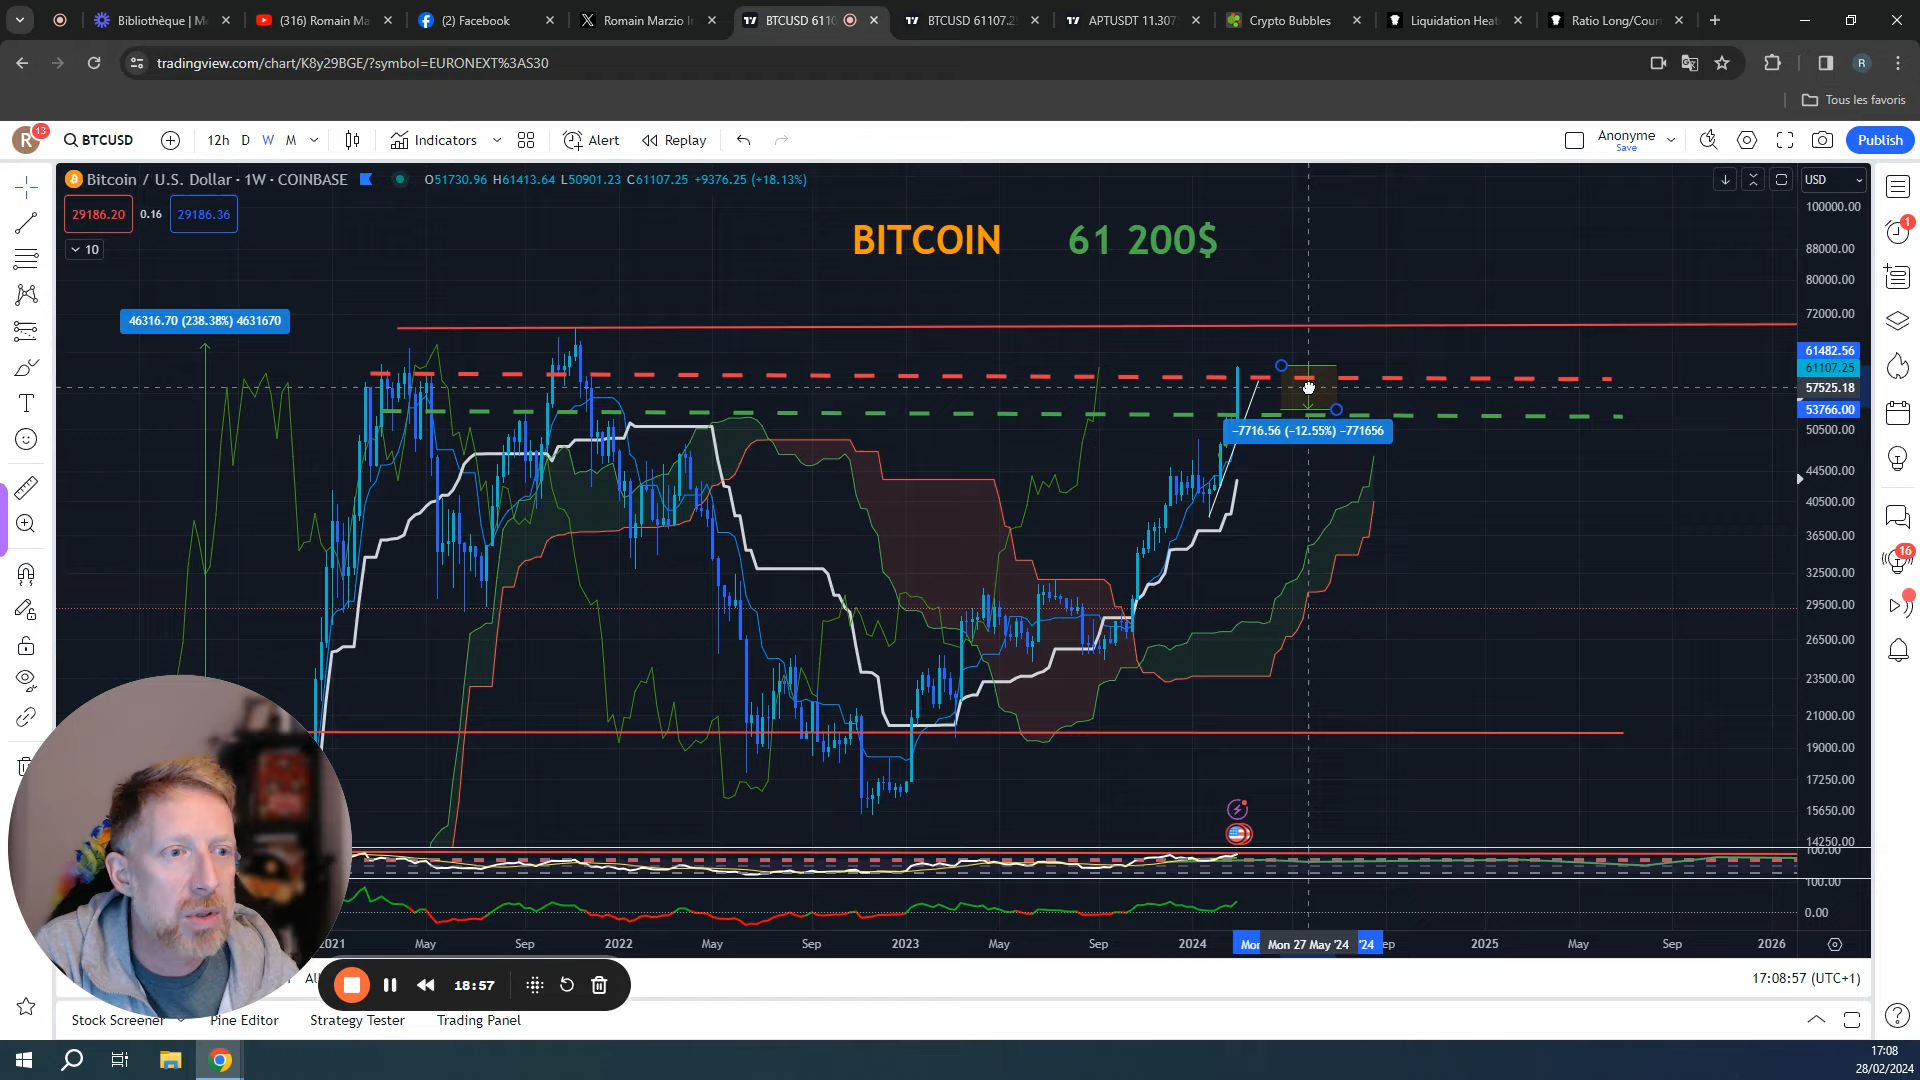 Bibliothèque | M
(316) Romain Ma
(2) Facebook
Romain Marzio
BTCUSD 611
BTCUSD 61107.2
APTUSDT 11.307
Crypto Bubbles
Liquidation Heat
Ratio Long/Cour
tradingview.com/chart/K8y29BGE/?symbol=EURONEXT%3AS30
R
Tous les favoris
R
13
BTCUSD
12h
D
W
M
Indicators
Alert
Replay
Anonyme
Save
Publish
Bitcoin / U.S. Dollar · 1W · COINBASE
O51730.96 H61413.64 L50901.23 C61107.25 +9376.25 (+18.13%)
USD
29186.20
0.16
29186.36
10
BITCOIN 61 200$
46316.70 (238.38%) 4631670
−7716.56 (−12.55%) −771656
100000.00
88000.00
80000.00
72000.00
61482.56
61107.25
57525.18
53766.00
50500.00
44500.00
40500.00
36500.00
32500.00
29500.00
26500.00
23500.00
21000.00
19000.00
17250.00
15650.00
14250.00
100.00
100.00
0.00
1
16
2021
May
Sep
2022
May
Sep
2023
May
Sep
2024
Mon 27 May '24
'24
ep
2025
May
Sep
2026
18:57
17:08:57 (UTC+1)
Stock Screener
Pine Editor
Strategy Tester
Trading Panel
17:08
28/02/2024